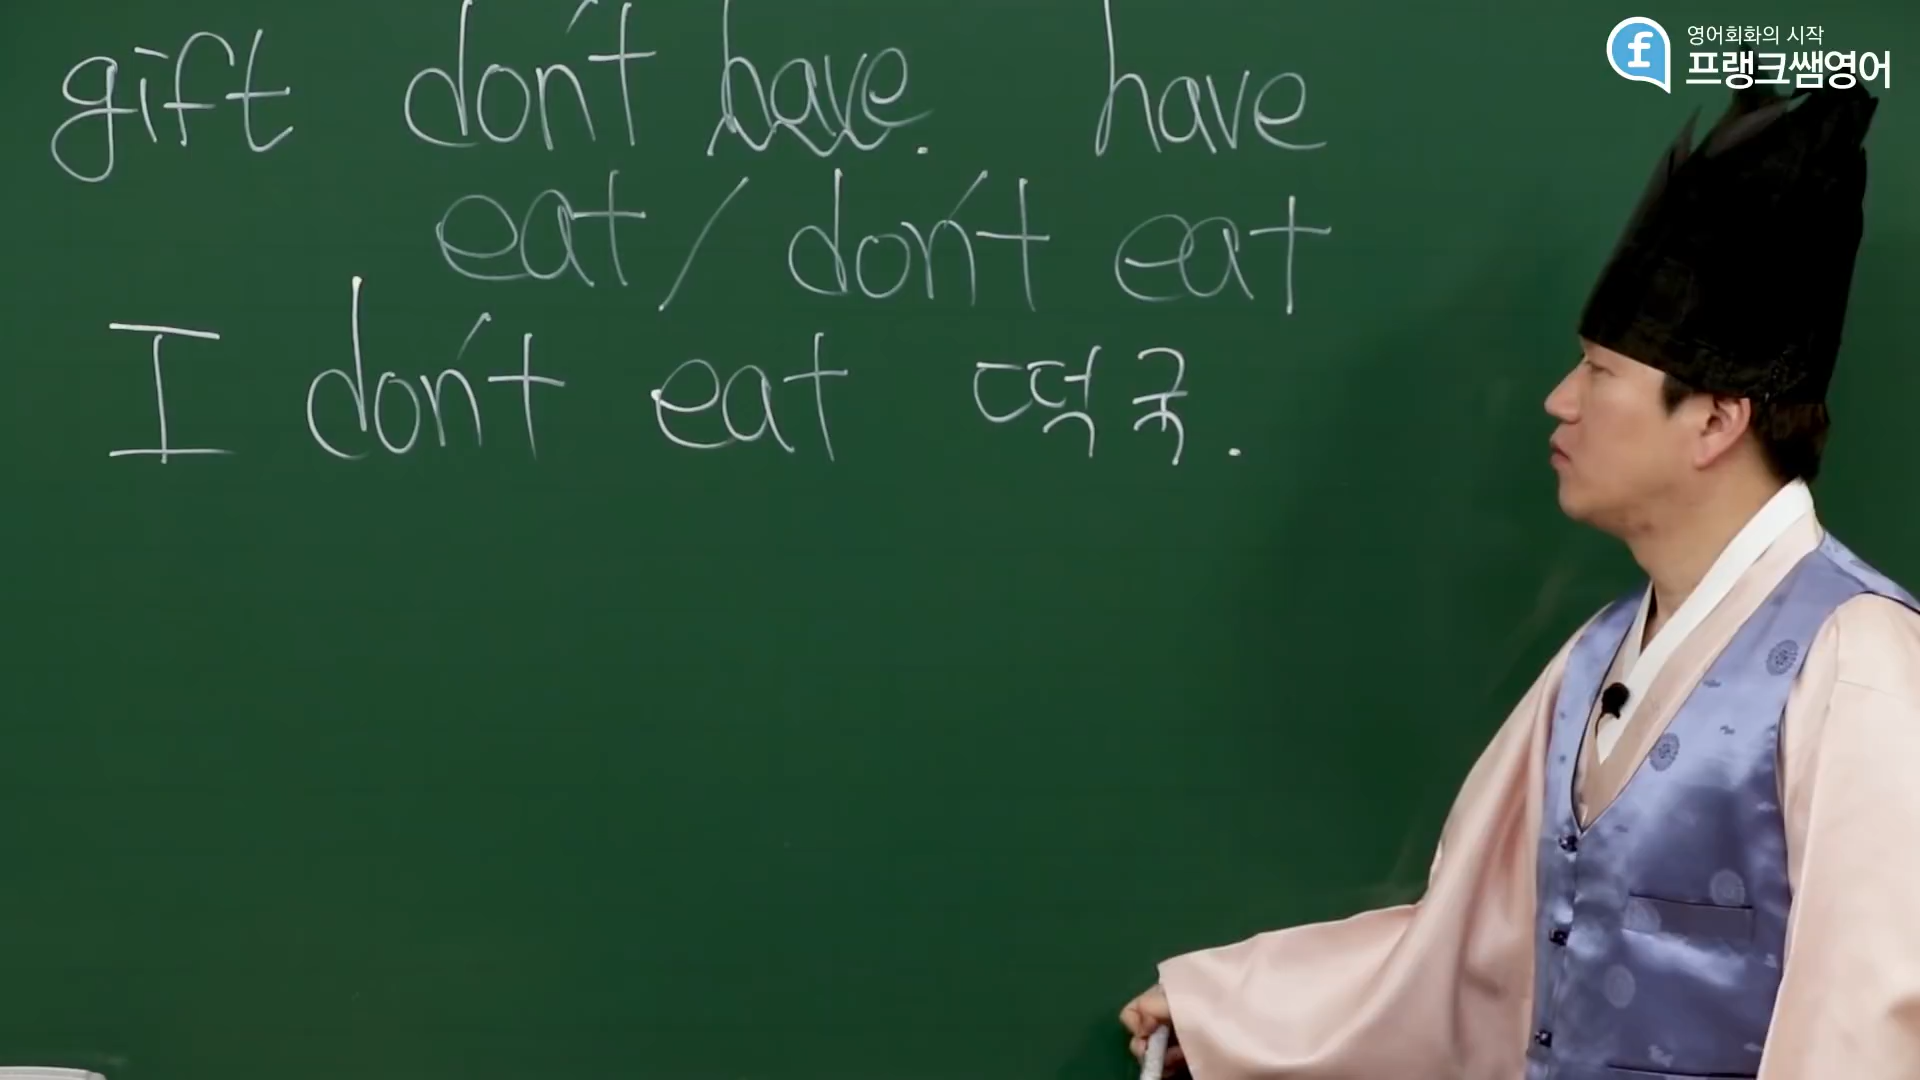 gift don't have. have
eat / don't eat
I don't eat 떡국.
영어회화의 시작
프랭크쌤영어